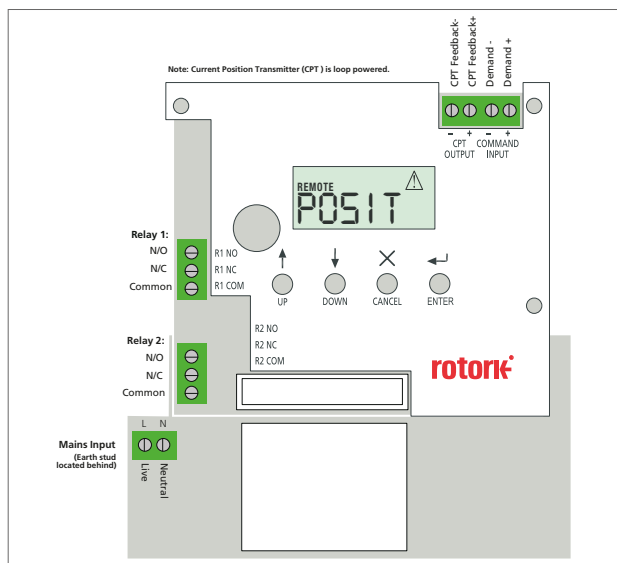 Note: Current Position Transmitter (CPT ) is loop powered.
CPT Feedback-
CPT Feedback+
Demand -
Demand +
– + – +
CPT OUTPUT
COMMAND INPUT
REMOTE
POSIT
UP
DOWN
CANCEL
ENTER
Relay 1:
N/O R1 NO
N/C R1 NC
Common R1 COM
Relay 2:
N/O
N/C
Common
R2 NO
R2 NC
R2 COM
rotork
L N
Mains Input
(Earth stud
located behind)
Live
Neutral